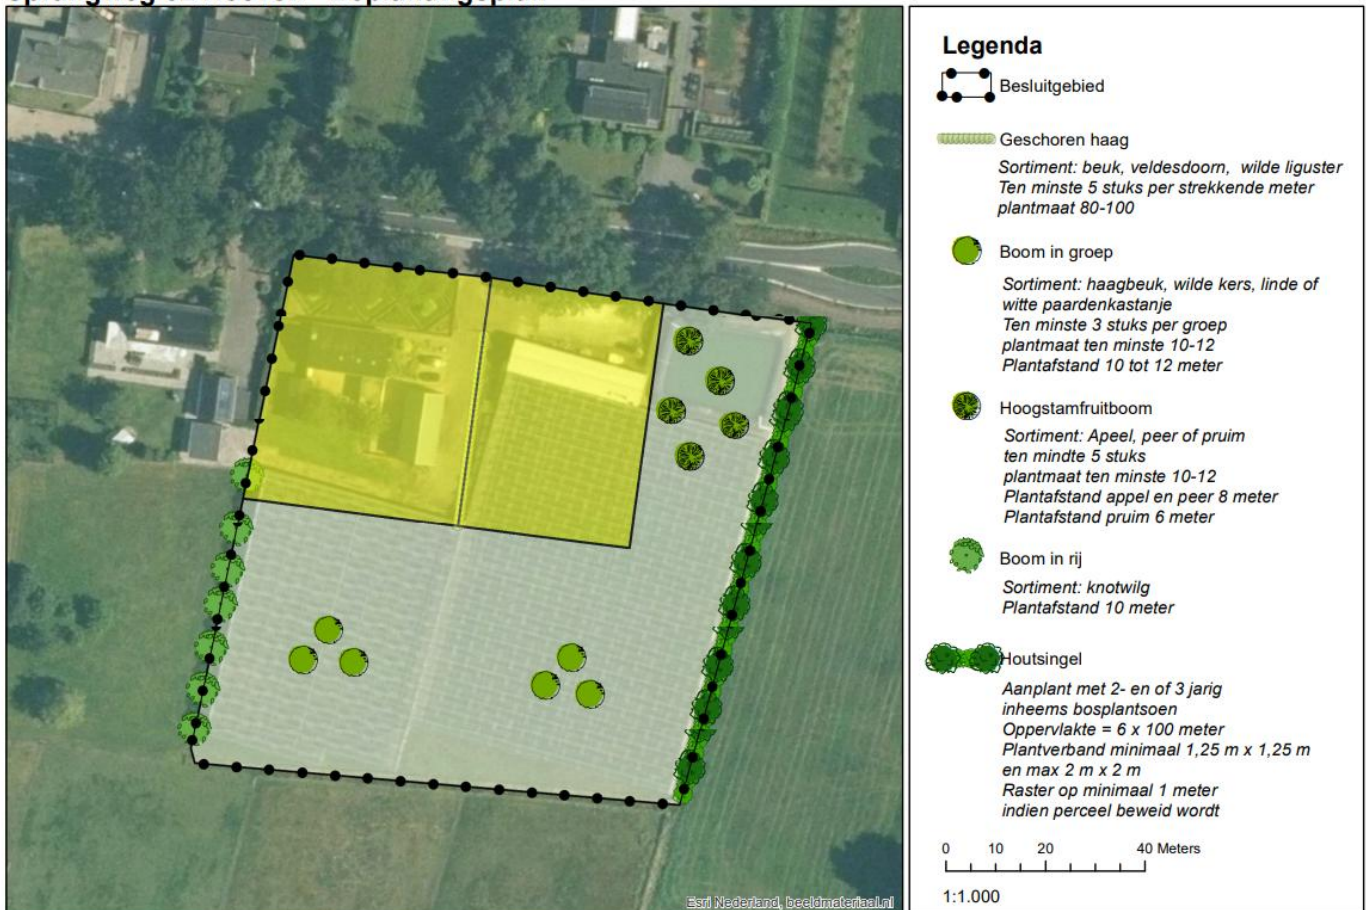 Legenda
Besluitgebied
Geschoren haag
Sortiment: beuk, veldesdoorn, wilde liguster
Ten minste 5 stuks per strekkende meter
plantmaat 80-100
Boom in groep
Sortiment: haagbeuk, wilde kers, linde of
witte paardenkastanje
Ten minste 3 stuks per groep
plantmaat ten minste 10-12
Plantafstand 10 tot 12 meter
Hoogstamfruitboom
Sortiment: Apeel, peer of pruim
ten mindte 5 stuks
plantmaat ten minste 10-12
Plantafstand appel en peer 8 meter
Plantafstand pruim 6 meter
Boom in rij
Sortiment: knotwilg
Plantafstand 10 meter
Houtsingel
Aanplant met 2- en of 3 jarig
inheems bosplantsoen
Oppervlakte = 6 x 100 meter
Plantverband minimaal 1,25 m x 1,25 m
en max 2 m x 2 m
Raster op minimaal 1 meter
indien perceel beweid wordt
0 10 20 40 Meters
1:1.000
Esri Nederland, beeldmateriaal.nl